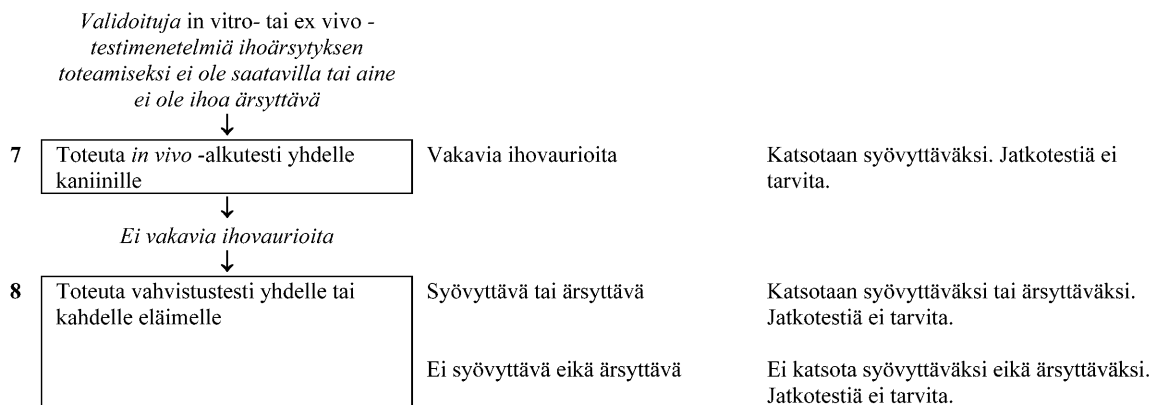 Validoituja in vitro- tai ex vivo -
testimenetelmiä ihoärsytyksen
toteamiseksi ei ole saatavilla tai aine
ei ole ihoa ärsyttävä
7 Toteuta in vivo -alkutesti yhdelle Vakavia ihovaurioita Katsotaan syövyttäväksi. Jatkotestiä ei
kaniinille tarvita.
Ei vakavia ihovaurioita
8 Toteuta vahvistustesti yhdelle tai Syövyttävä tai ärsyttävä Katsotaan syövyttäväksi tai ärsyttäväksi.
kahdelle eläimelle Jatkotestiä ei tarvita.
Ei syövyttävä eikä ärsyttävä Ei katsota syövyttäväksi eikä ärsyttäväksi.
Jatkotestiä ei tarvita.